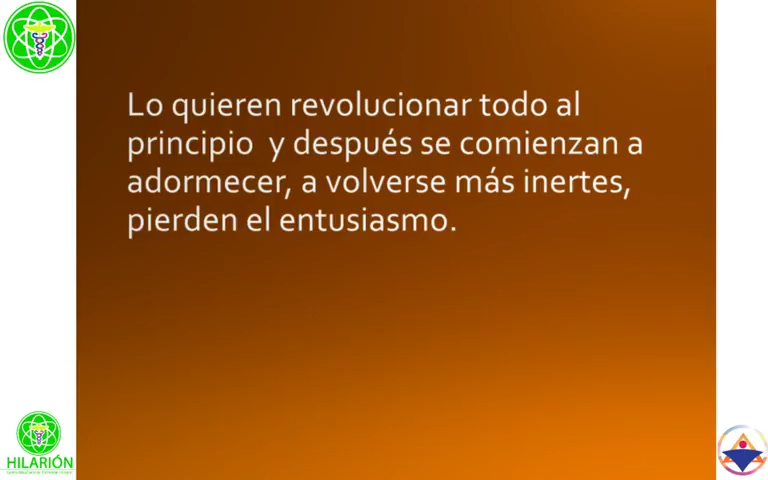 Lo quieren revolucionar todo al
principio y después se comienzan a
adormecer, a volverse más inertes,
pierden el entusiasmo.
HILARIÓN